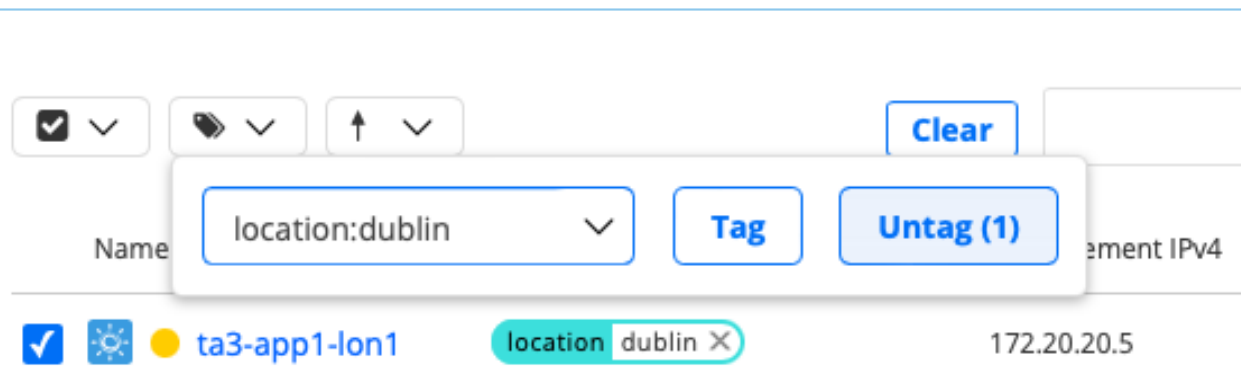 Clear
location:dublin Tag Untag (1)
Name ement IPv4
ta3-app1-lon1 location dublin 172.20.20.5